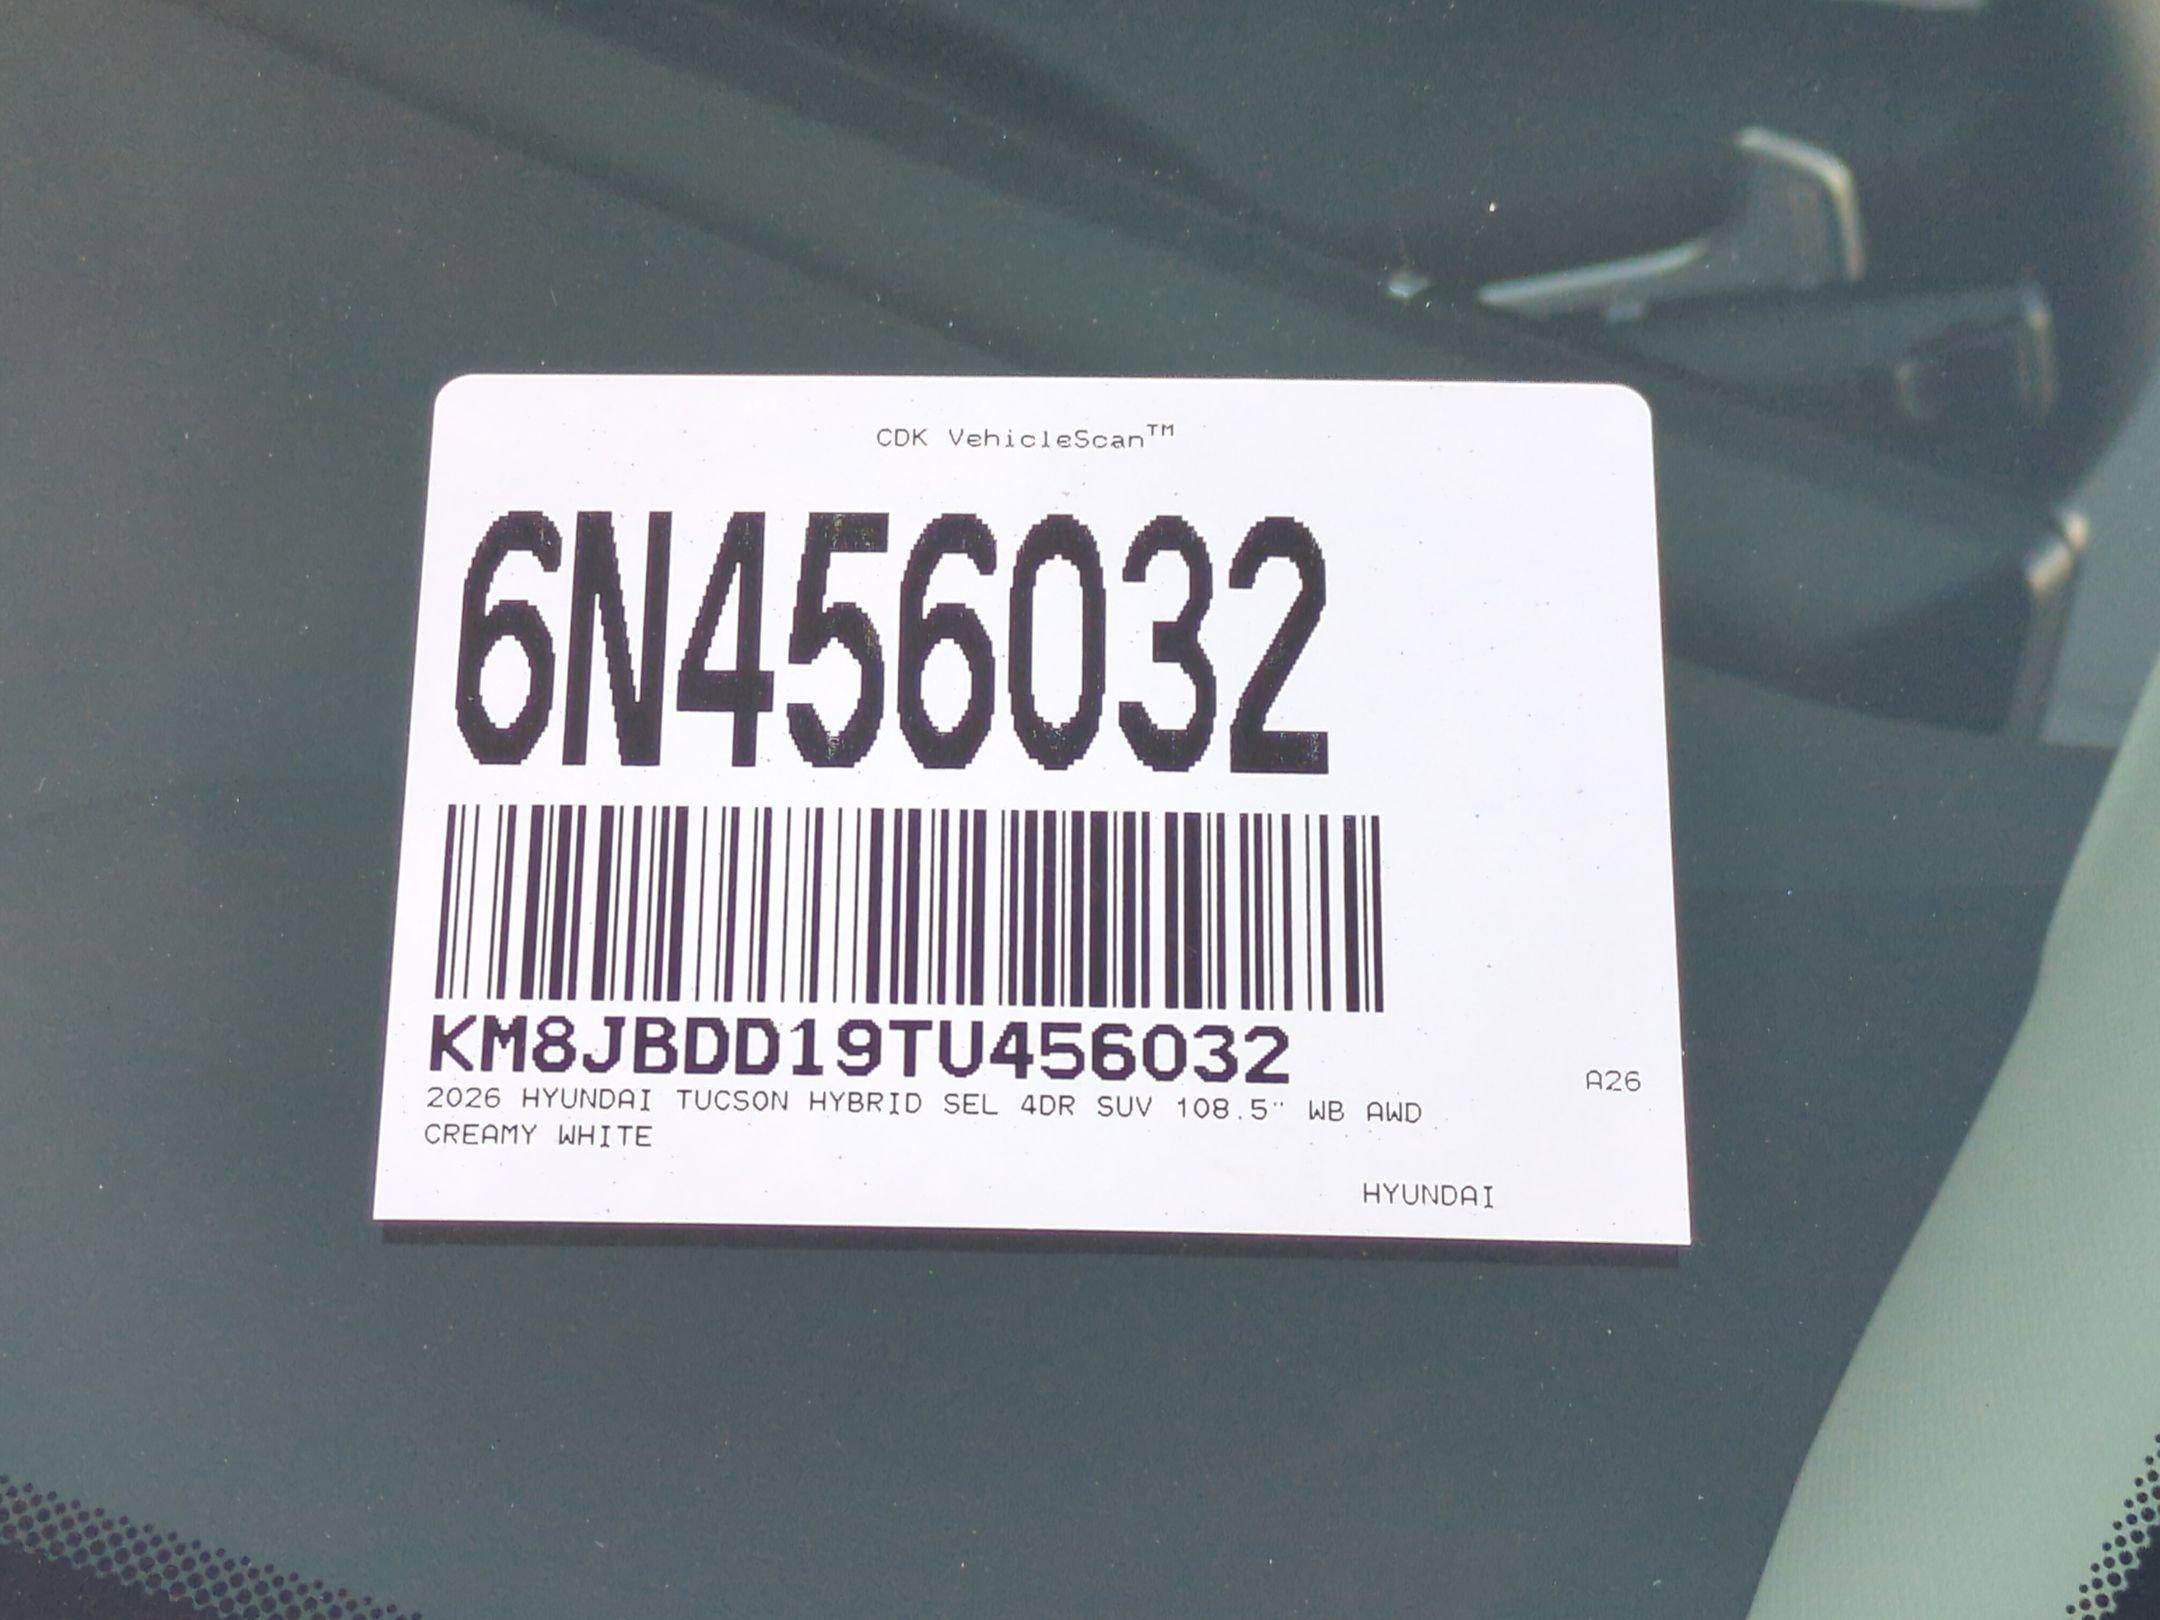 CDK VehicleScan™
6N456032
KM8JBDD19TU456032
A26
2026 HYUNDAI TUCSON HYBRID SEL 4DR SUV 108.5" WB AWD
CREAMY WHITE
HYUNDAI